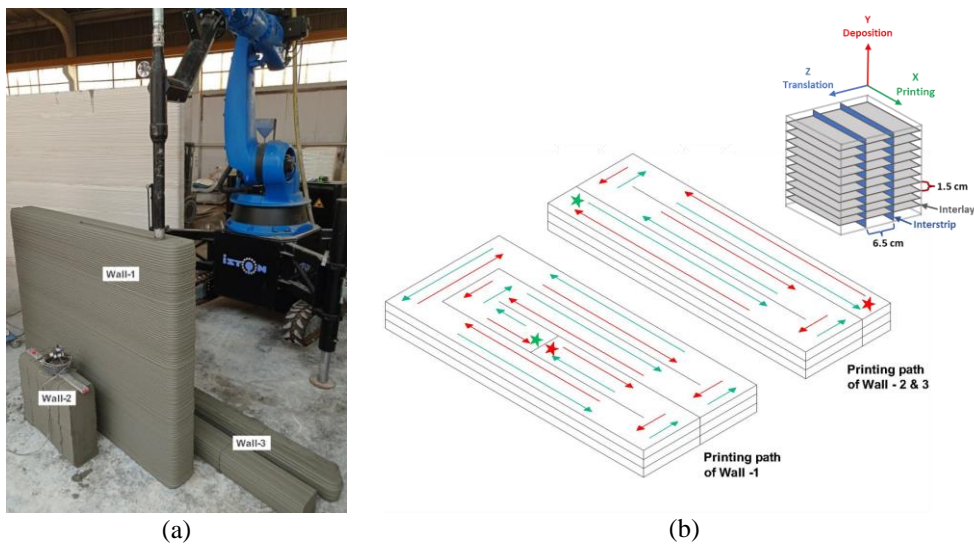 Wall-1
ISTON
Wall-2
Wall-3
(a)
Y
Deposition
Z
Translation
X
Printing
1.5 cm
Interlay
Interstrip
6.5 cm
Printing path
of Wall - 2 & 3
Printing path
of Wall -1
(b)